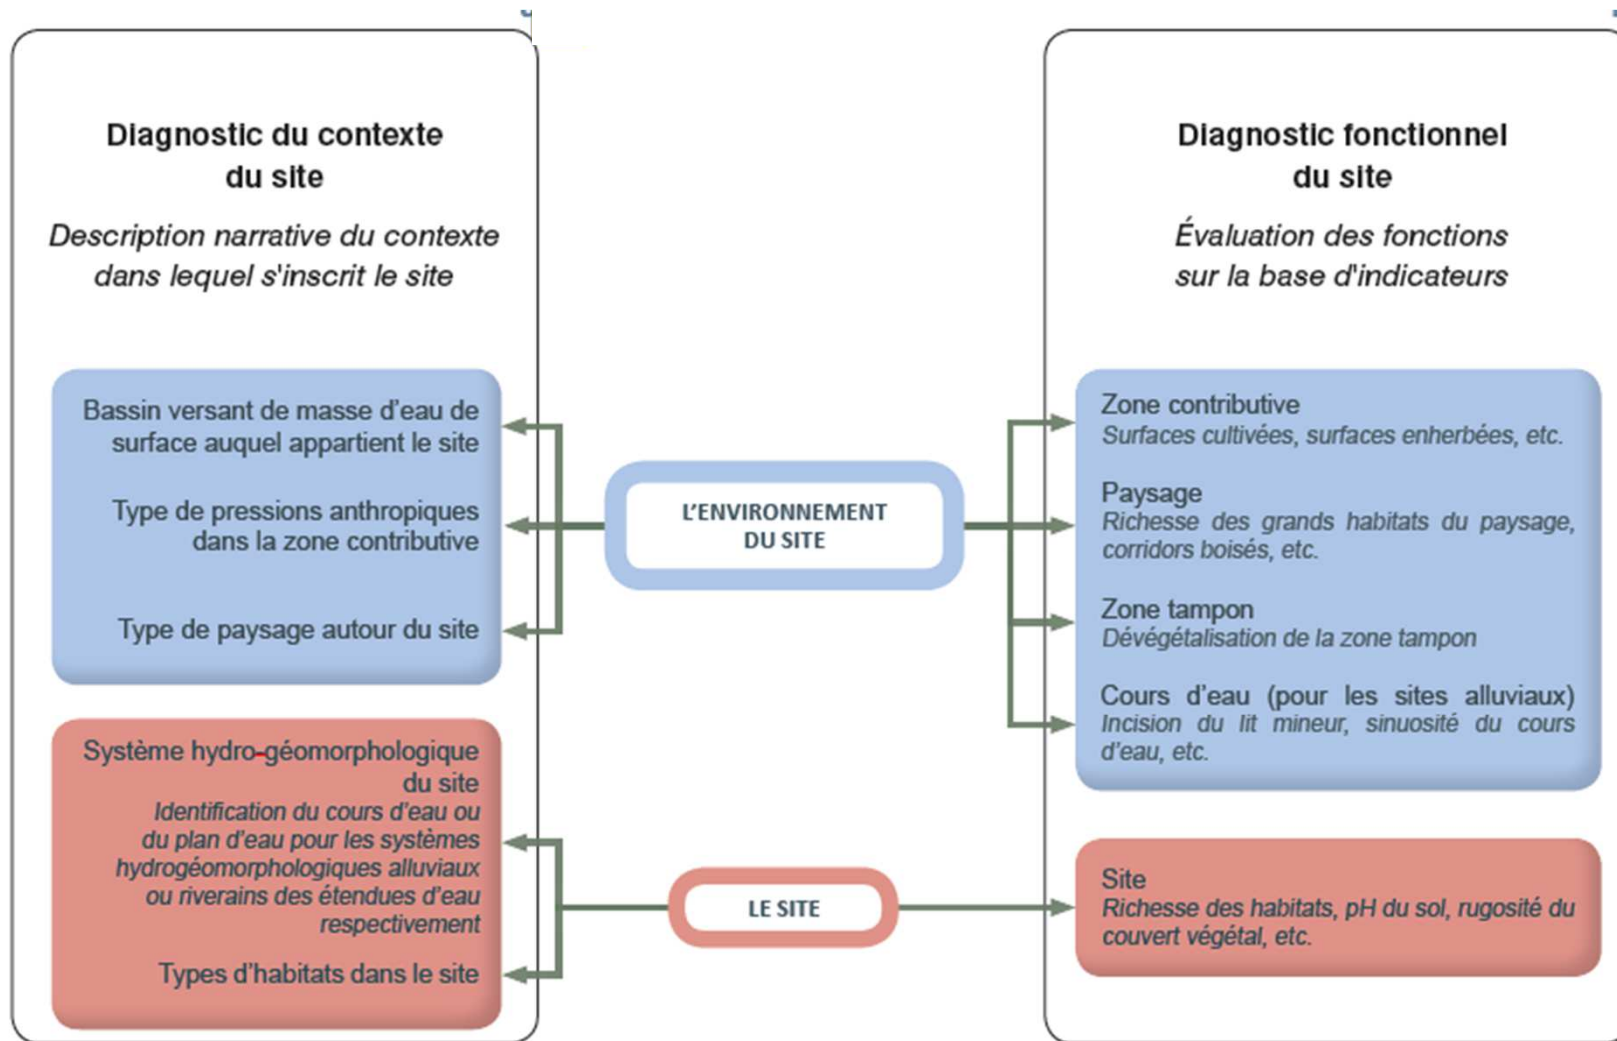 Diagnostic du contexte
du site
Description narrative du contexte
dans lequel s'inscrit le site
Bassin versant de masse d'eau de
surface auquel appartient le site
Type de pressions anthropiques
dans la zone contributive
Type de paysage autour du site
Système hydro-géomorphologique
du site
Identification du cours d'eau ou
du plan d'eau pour les systèmes
hydrogéomorphologiques alluviaux
ou riverains des étendues d'eau
respectivement
Types d'habitats dans le site
L'ENVIRONNEMENT
DU SITE
LE SITE
Diagnostic fonctionnel
du site
Évaluation des fonctions
sur la base d'indicateurs
Zone contributive
Surfaces cultivées, surfaces enherbées, etc.
Paysage
Richesse des grands habitats du paysage,
corridors boisés, etc.
Zone tampon
Dévégétalisation de la zone tampon
Cours d'eau (pour les sites alluviaux)
Incision du lit mineur, sinuosité du cours
d'eau, etc.
Site
Richesse des habitats, pH du sol, rugosité du
couvert végétal, etc.